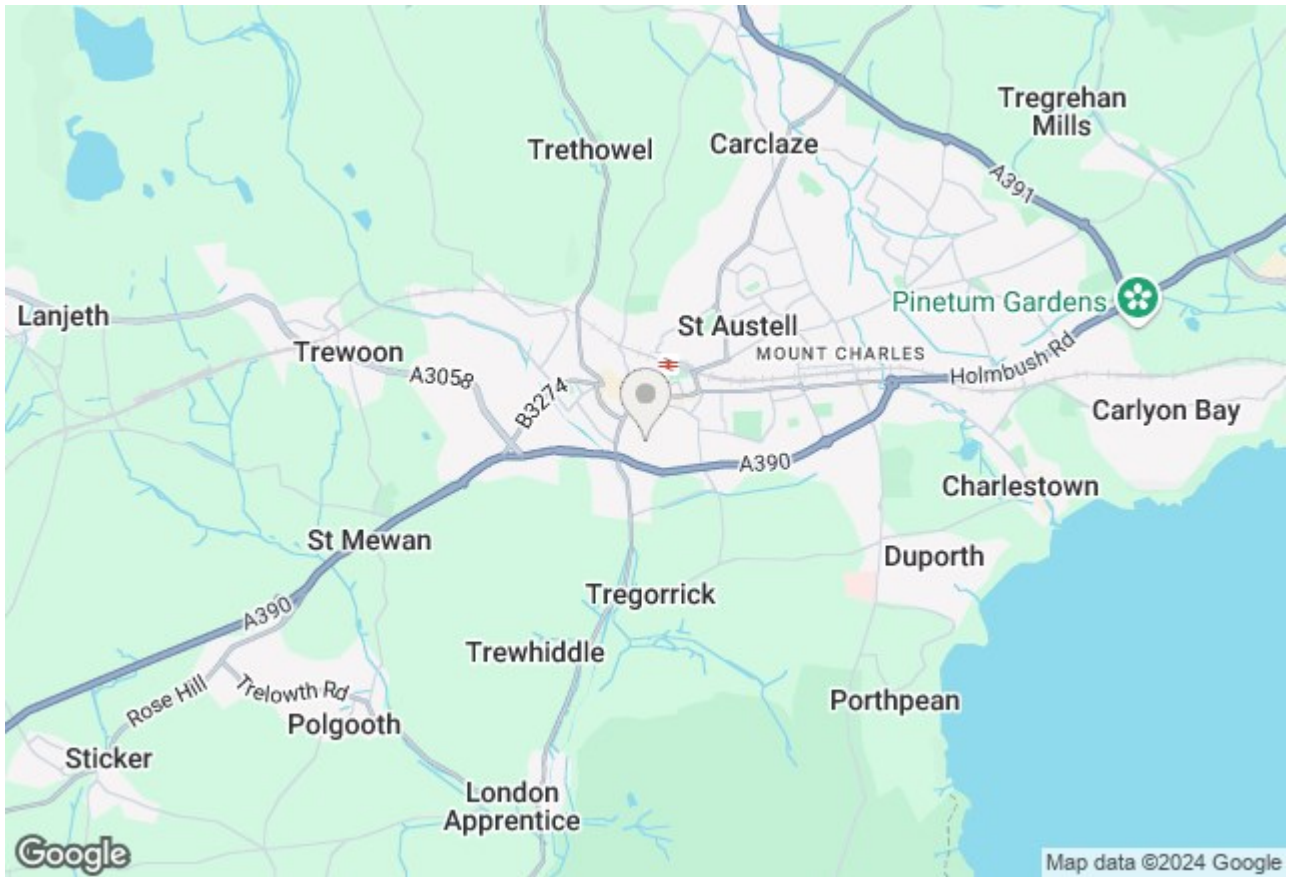 Tregrehan
Mills
Trethowel
Carclaze
A391
Pinetum Gardens
Lanjeth
St Austell
Trewoon
MOUNT CHARLES
A3058
B3274
Holmbush Rd
Carlyon Bay
A390
Charlestown
St Mewan
Duporth
Tregorrick
A390
Trewhiddle
Rose Hill
Trelowth Rd
Porthpean
Polgooth
Sticker
London
Apprentice
Google
Map data ©2024 Google